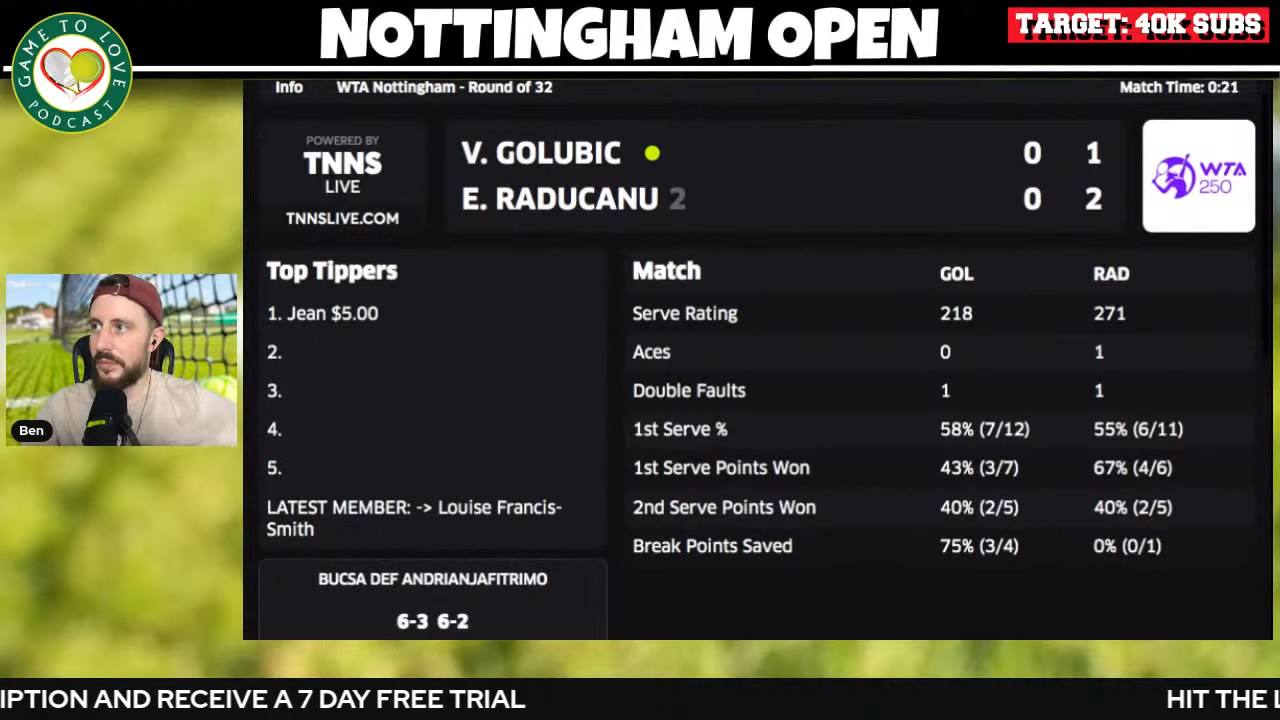 GAME TO LOVE
PODCAST
NOTTINGHAM OPEN
TARGET: 40K SUBS
Info WTA Nottingham - Round of 32 Match Time: 0:21
POWERED BY
TNNS
LIVE
TNNSLIVE.COM
V. GOLUBIC 0 1
E. RADUCANU 2 0 2
WTA
250
Top Tippers
1. Jean $5.00
2.
3.
4.
5.
LATEST MEMBER: -> Louise Francis-
Smith
BUCSA DEF ANDRIANJAFITRIMO
6-3 6-2
Match GOL RAD
Serve Rating 218 271
Aces 0 1
Double Faults 1 1
1st Serve % 58% (7/12) 55% (6/11)
1st Serve Points Won 43% (3/7) 67% (4/6)
2nd Serve Points Won 40% (2/5) 40% (2/5)
Break Points Saved 75% (3/4) 0% (0/1)
Ben
IPTION AND RECEIVE A 7 DAY FREE TRIAL HIT THE L